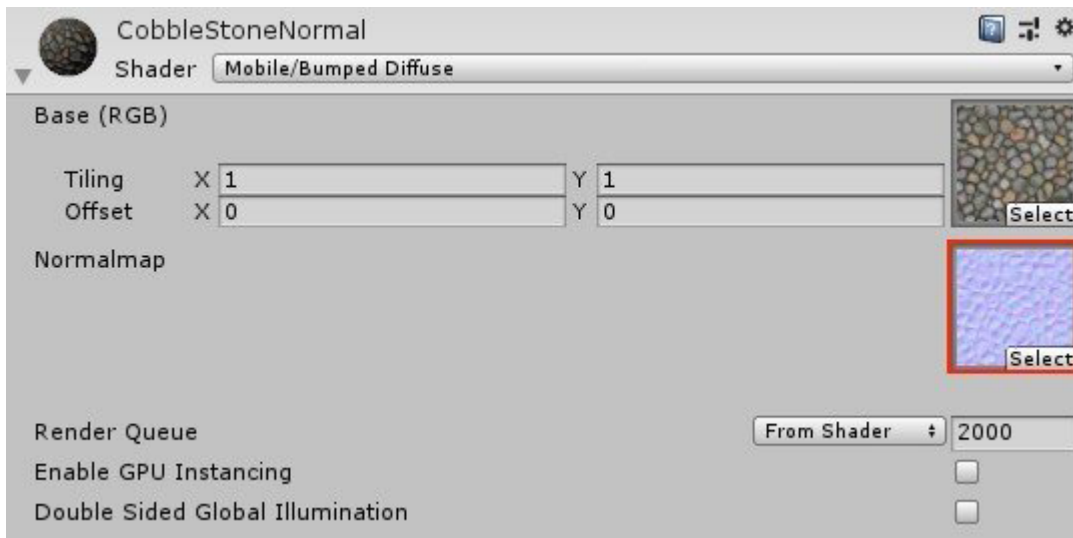 CobbleStoneNormal
Shader Mobile/Bumped Diffuse
Base (RGB)
Tiling X 1 Y 1
Offset X 0 Y 0
Select
Normalmap
Select
Render Queue From Shader 2000
Enable GPU Instancing
Double Sided Global Illumination